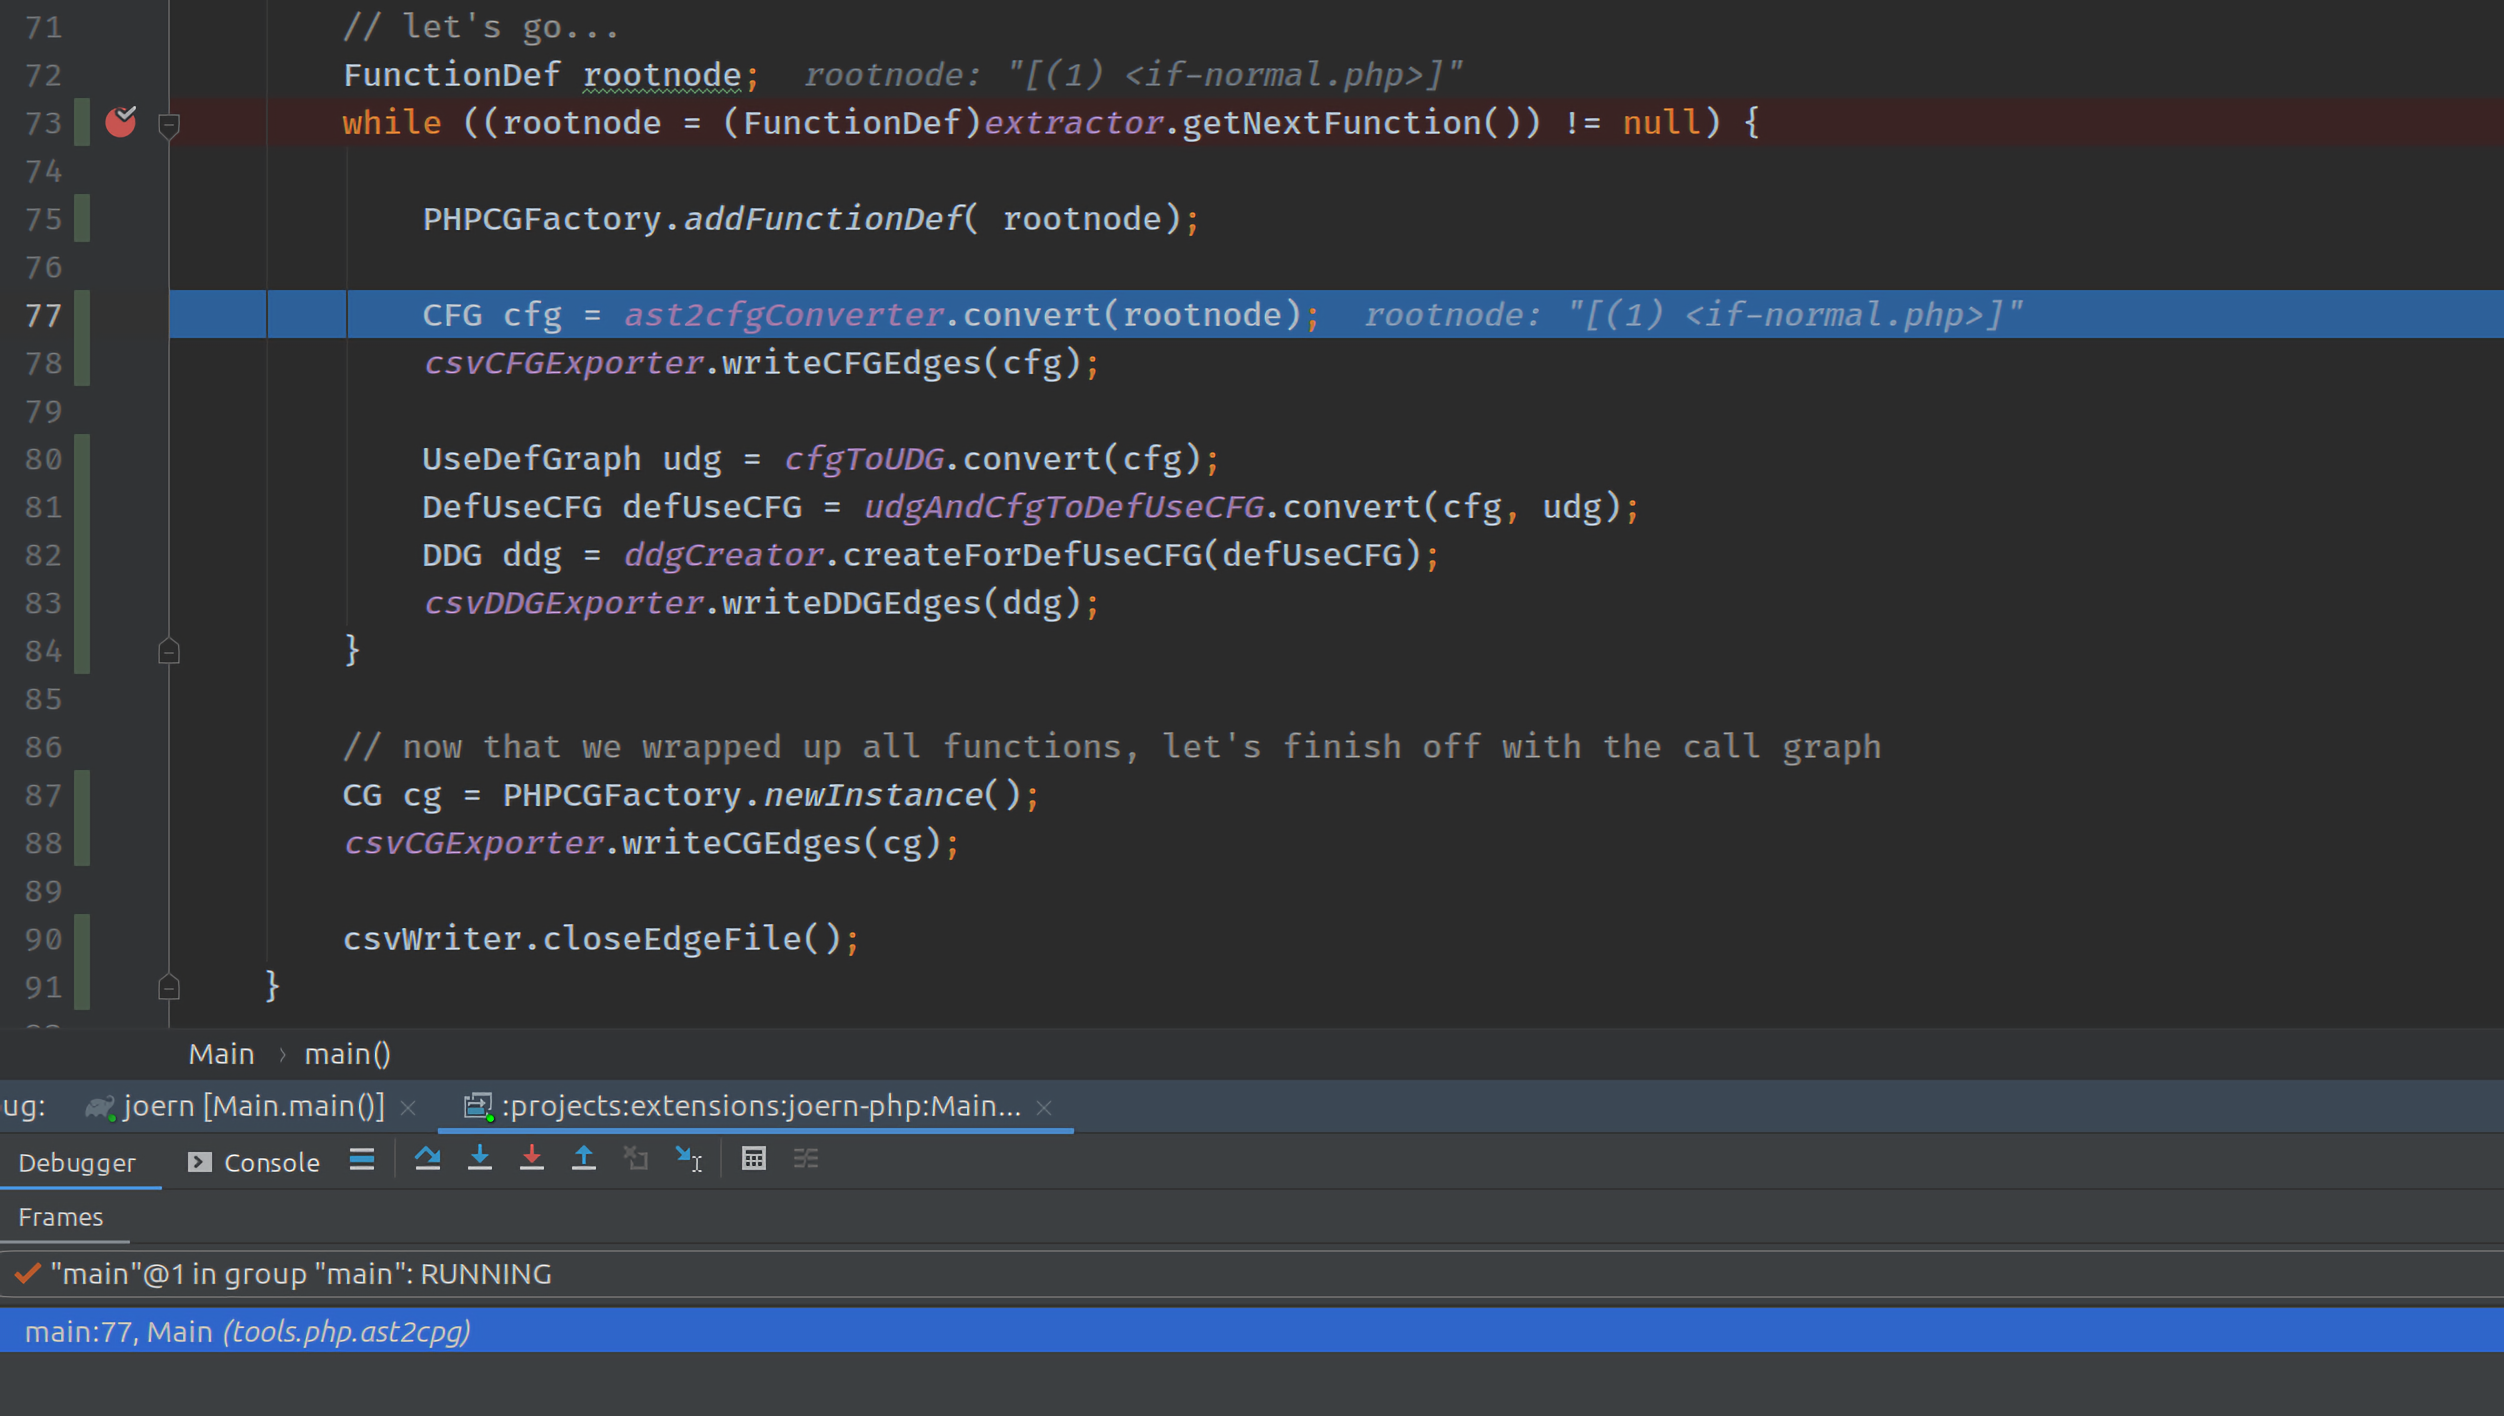 71 // let's go...
72 FunctionDef rootnode; rootnode: "[(1) <if-normal.php>]"
73 while ((rootnode = (FunctionDef)extractor.getNextFunction()) != null) {
74
75 PHPCGFactory.addFunctionDef( rootnode);
76
77 CFG cfg = ast2cfgConverter.convert(rootnode); rootnode: "[(1) <if-normal.php>]"
78 csvCFGExporter.writeCFGEdges(cfg);
79
80 UseDefGraph udg = cfgToUDG.convert(cfg);
81 DefUseCFG defUseCFG = udgAndCfgToDefUseCFG.convert(cfg, udg);
82 DDG ddg = ddgCreator.createForDefUseCFG(defUseCFG);
83 csvDDGExporter.writeDDGEdges(ddg);
84 }
85
86 // now that we wrapped up all functions, let's finish off with the call graph
87 CG cg = PHPCGFactory.newInstance();
88 csvCGExporter.writeCGEdges(cg);
89
90 csvWriter.closeEdgeFile();
91 }
Main › main()
ug: joern [Main.main()] × :projects:extensions:joern-php:Main... ×
Debugger Console
Frames
"main"@1 in group "main": RUNNING
main:77, Main (tools.php.ast2cpg)